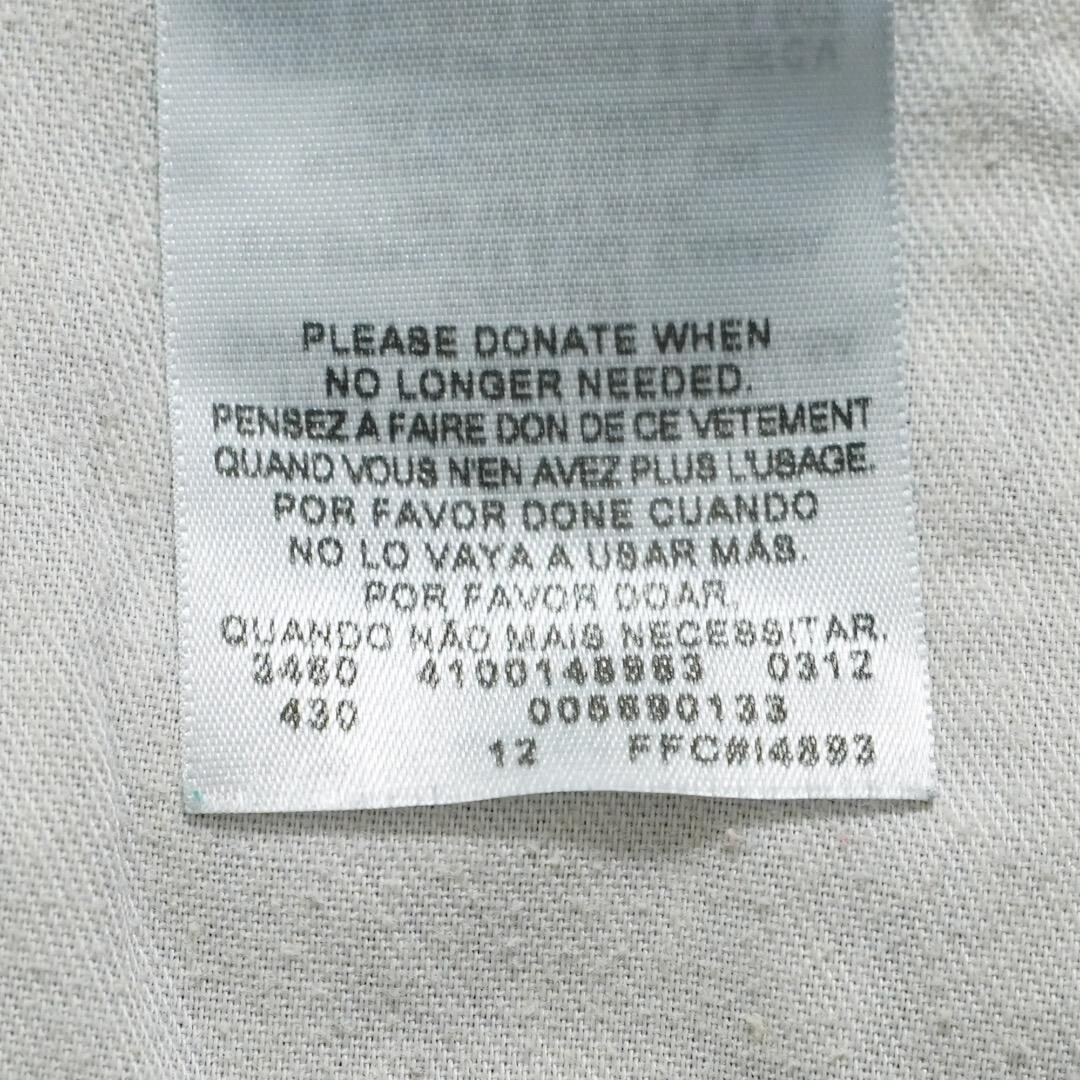 PLEASE DONATE WHEN
NO LONGER NEEDED.
PENSEZ A FAIRE DON DE CE VETEMENT
QUAND VOUS N'EN AVEZ PLUS L'USAGE.
POR FAVOR DONE CUANDO
NO LO VAYA A USAR MÁS.
POR FAVOR DOAR,
QUANDO NÃO MAIS NECESSITAR.
3460 4100148983 0312
430 005690133
12 FFC#I4893